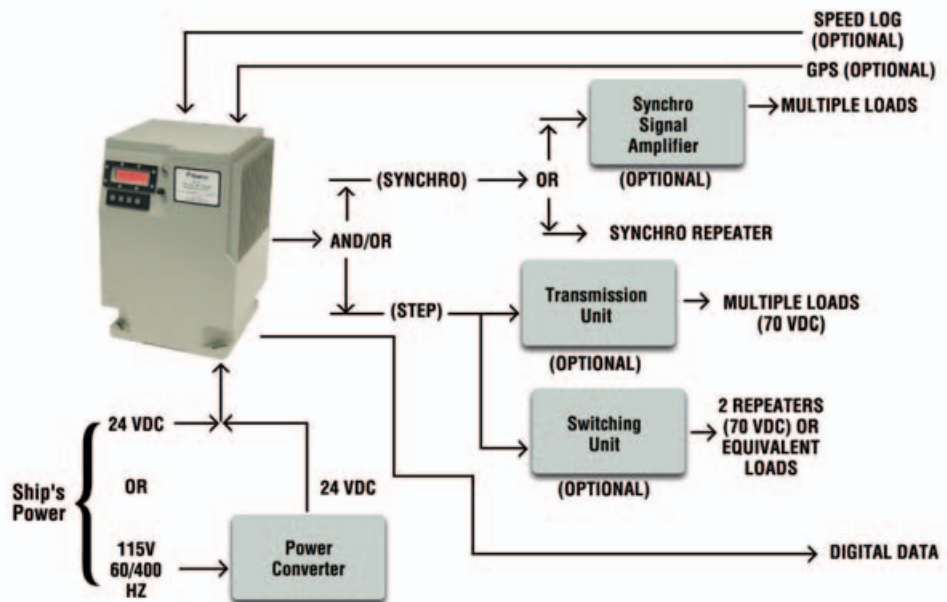 SPEED LOG
(OPTIONAL)
GPS (OPTIONAL)
Synchro
Signal
Amplifier
(OPTIONAL)
MULTIPLE LOADS
(SYNCHRO)
OR
SYNCHRO REPEATER
AND/OR
(STEP)
Transmission
Unit
(OPTIONAL)
MULTIPLE LOADS
(70 VDC)
Switching
Unit
(OPTIONAL)
2 REPEATERS
(70 VDC) OR
EQUIVALENT
LOADS
Ship's
Power
24 VDC
OR
115V
60/400
HZ
24 VDC
Power
Converter
DIGITAL DATA